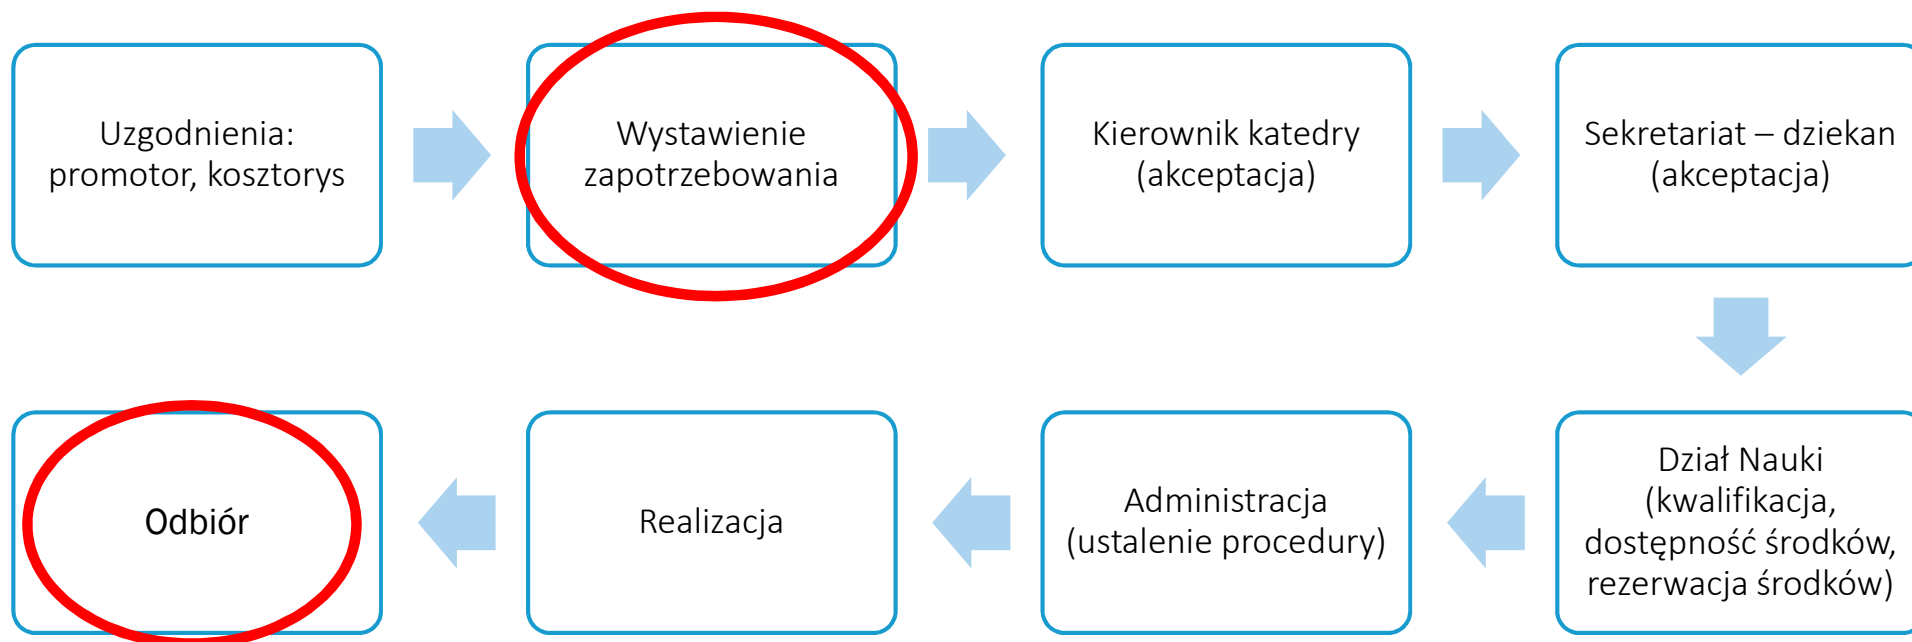 Uzgodnienia:
promotor, kosztorys
Wystawienie
zapotrzebowania
Kierownik katedry
(akceptacja)
Sekretariat – dziekan
(akceptacja)
Dział Nauki
(kwalifikacja,
dostępność środków,
rezerwacja środków)
Administracja
(ustalenie procedury)
Realizacja
Odbiór